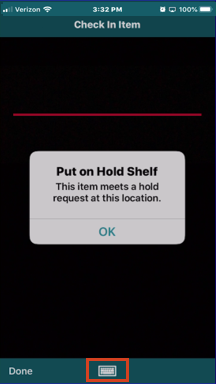 Verizon 3:32 PM 100%
Check In Item
Put on Hold Shelf
This item meets a hold
request at this location.
OK
Done